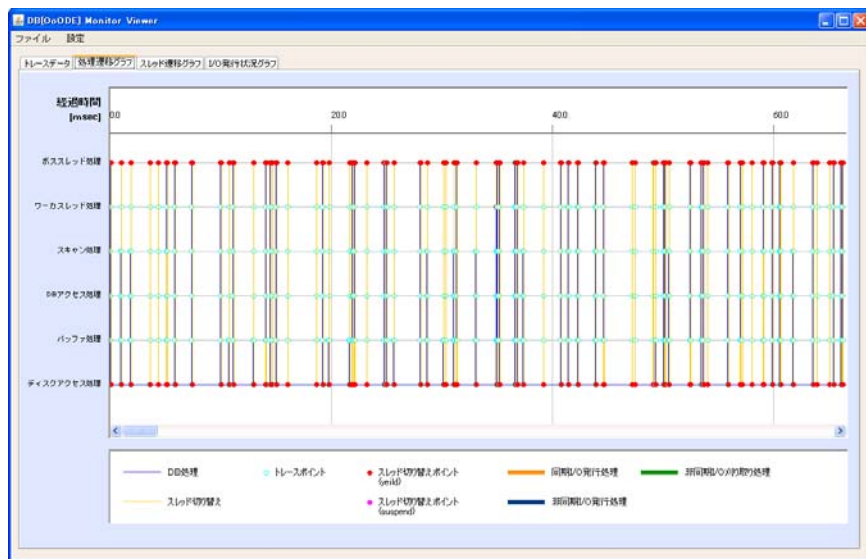 DB[OoODE] Monitor Viewer
ファイル 設定
トレースデータ 処理遷移グラフ スレッド遷移グラフ I/O発行状況グラフ
経過時間
[msec]
0.0 20.0 40.0 60.0
ボススレッド処理
ワーカスレッド処理
スキャン処理
DBアクセス処理
バッファ処理
ディスクアクセス処理
DB処理 トレースポイント スレッド切り替えポイント (yeild) 同期I/O発行処理 非同期I/O刈り取り処理
スレッド切り替え スレッド切り替えポイント (suspend) 非同期I/O発行処理